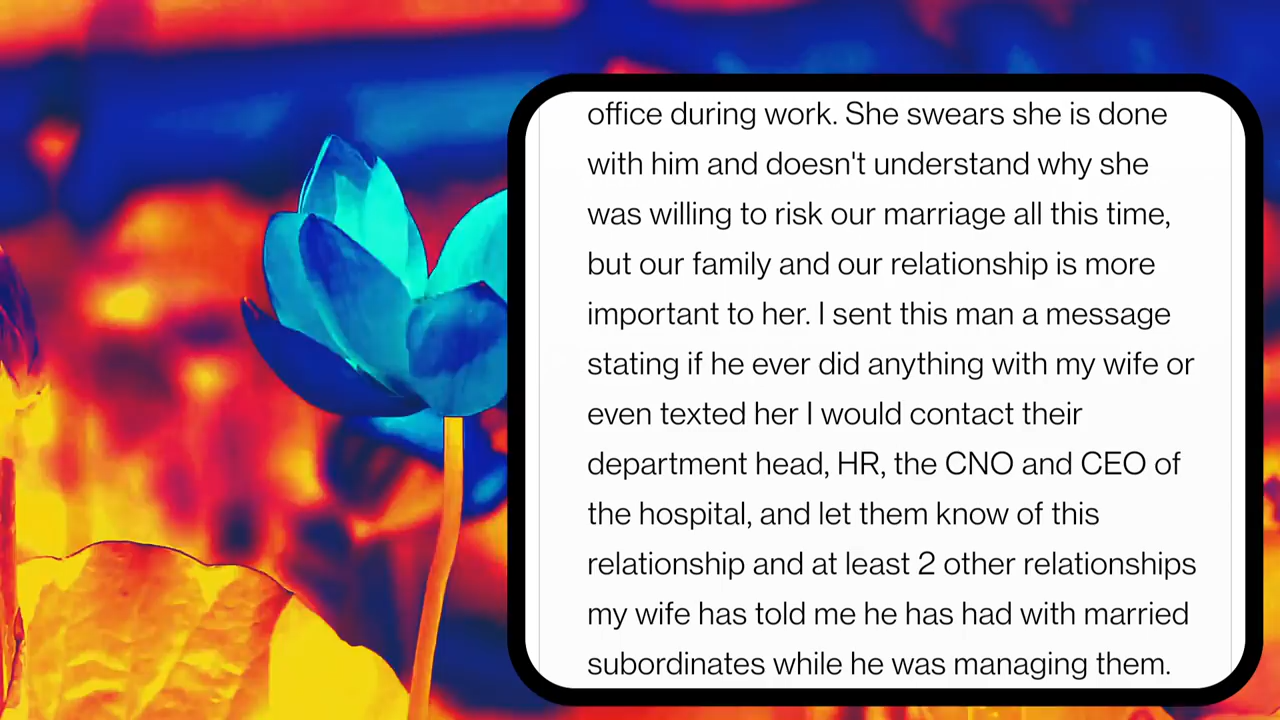 office during work. She swears she is done
with him and doesn't understand why she
was willing to risk our marriage all this time,
but our family and our relationship is more
important to her. I sent this man a message
stating if he ever did anything with my wife or
even texted her I would contact their
department head, HR, the CNO and CEO of
the hospital, and let them know of this
relationship and at least 2 other relationships
my wife has told me he has had with married
subordinates while he was managing them.